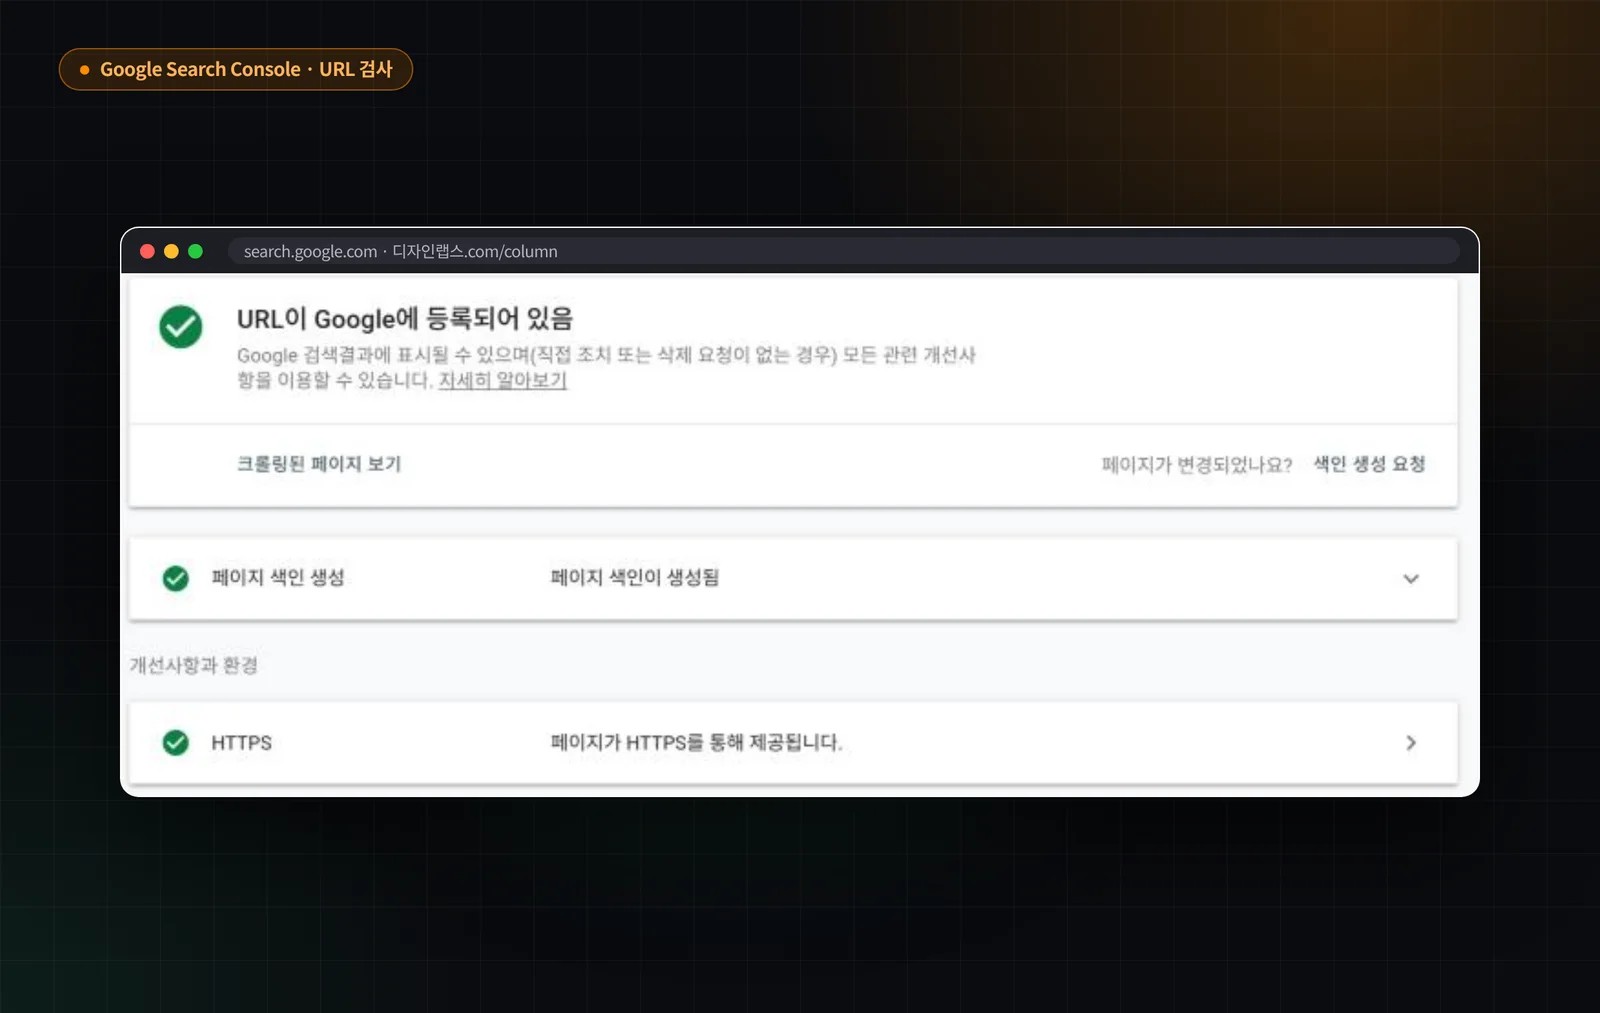 Google Search Console · URL 검사
search.google.com · 디자인랩스.com/column
URL이 Google에 등록되어 있음
Google 검색결과에 표시될 수 있으며(직접 조치 또는 삭제 요청이 없는 경우) 모든 관련 개선사
항을 이용할 수 있습니다. 자세히 알아보기
크롤링된 페이지 보기
페이지가 변경되었나요? 색인 생성 요청
페이지 색인 생성 페이지 색인이 생성됨
개선사항과 환경
HTTPS 페이지가 HTTPS를 통해 제공됩니다.